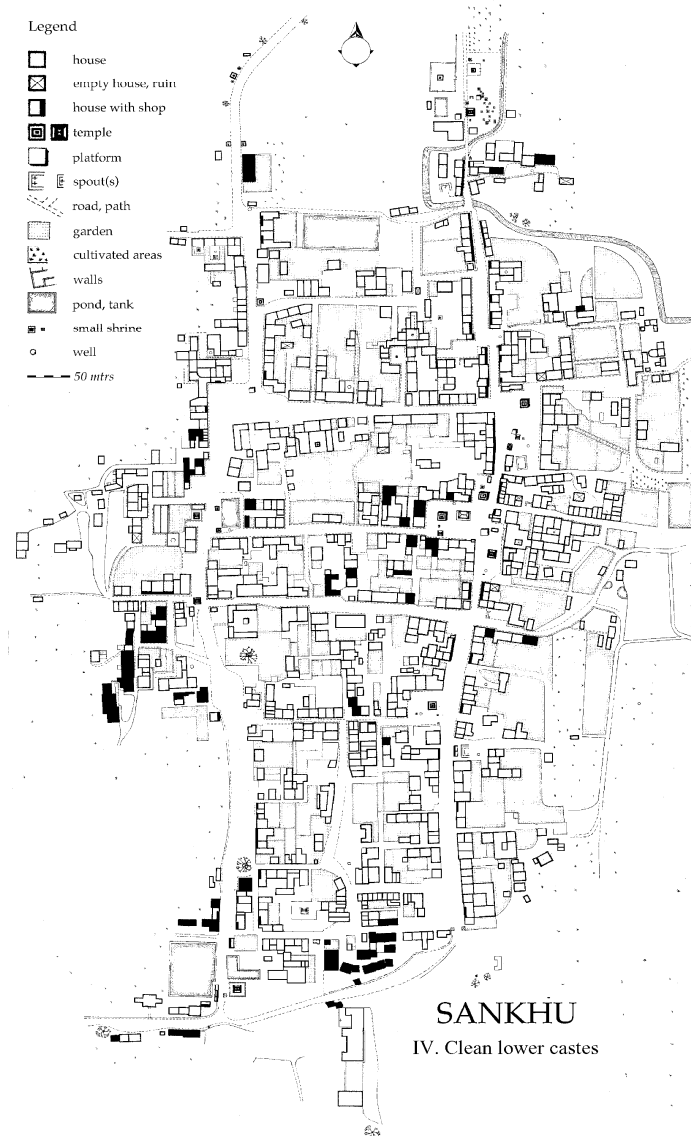 Legend
house
empty house, ruin
house with shop
temple
platform
spout(s)
road, path
garden
cultivated areas
walls
pond, tank
small shrine
well
50 mtrs
SANKHU
IV. Clean lower castes